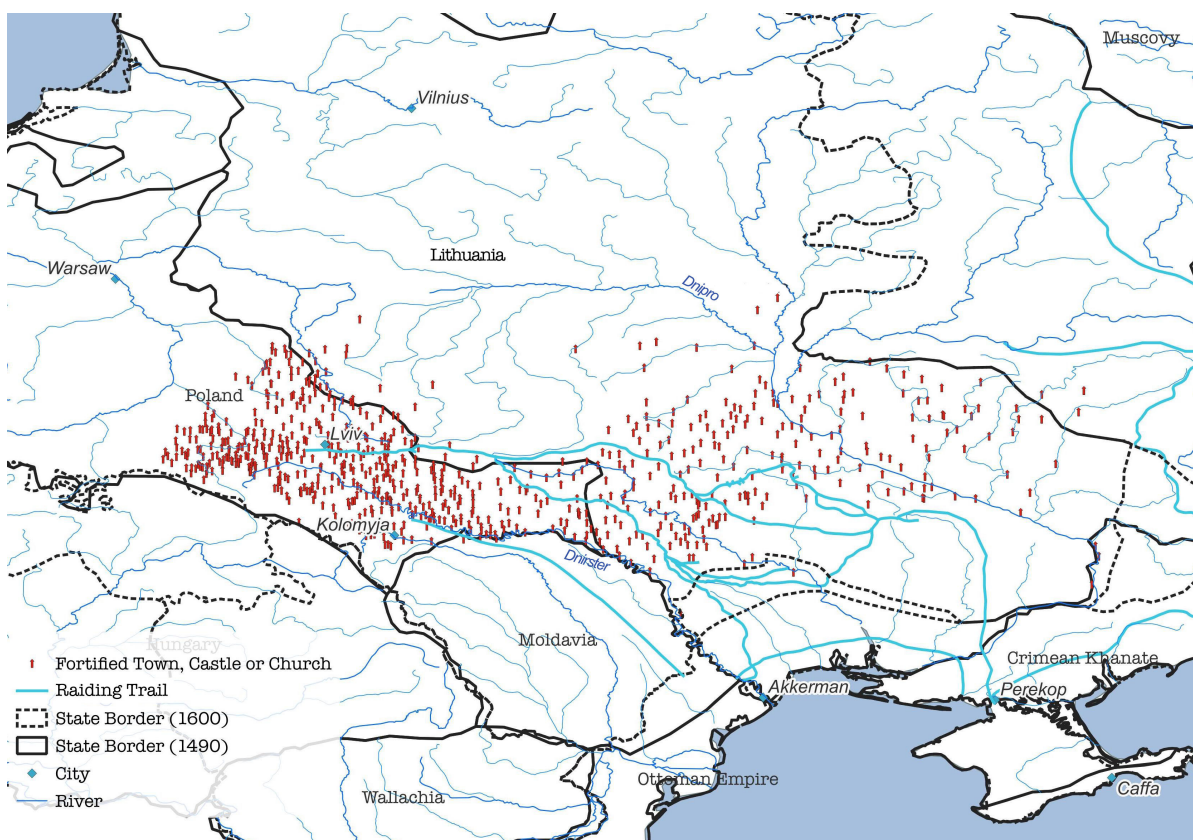 Muscovy
Vilnius
Lithuania
Warsaw
Dnipro
Poland
Lviv
Kolomyja
Dnirster
Moldavia
Hungary
Fortified Town, Castle or Church
Raiding Trail
State Border (1600)
State Border (1490)
City
River
Crimean Khanate
Akkerman
Perekop
Ottoman Empire
Wallachia
Caffa